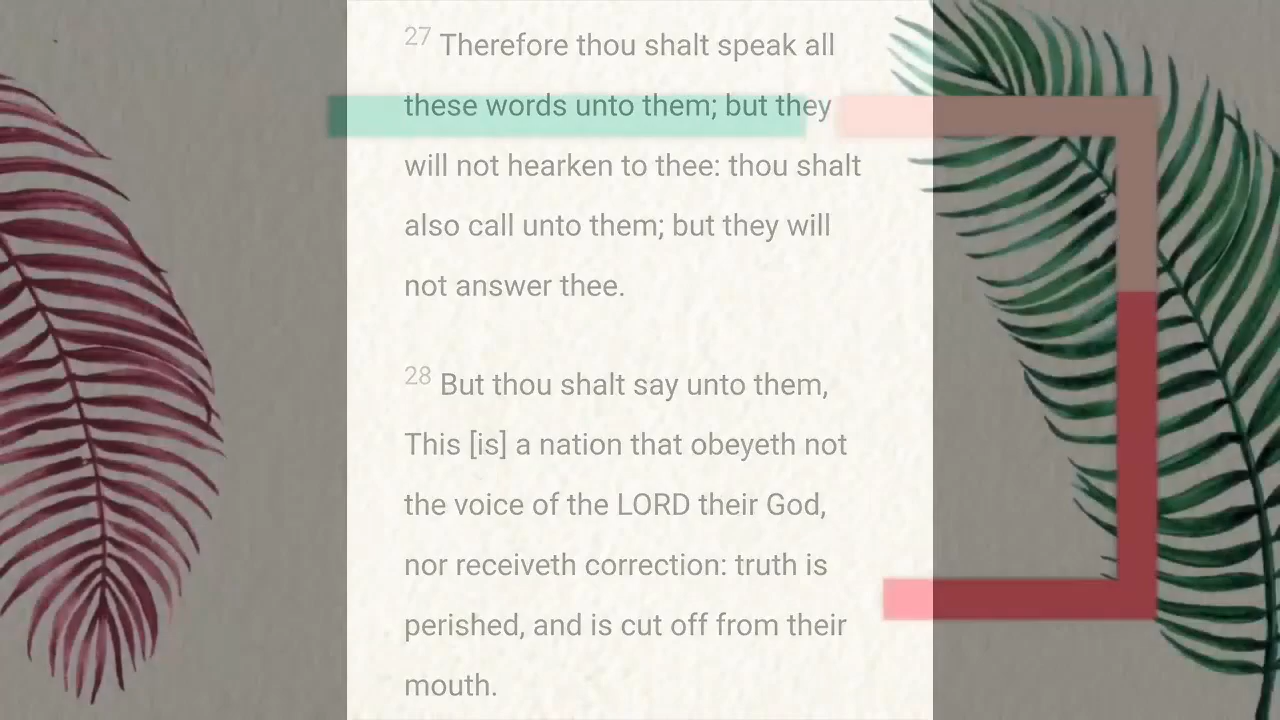 27 Therefore thou shalt speak all
these words unto them; but they
will not hearken to thee: thou shalt
also call unto them; but they will
not answer thee.
28 But thou shalt say unto them,
This [is] a nation that obeyeth not
the voice of the LORD their God,
nor receiveth correction: truth is
perished, and is cut off from their
mouth.